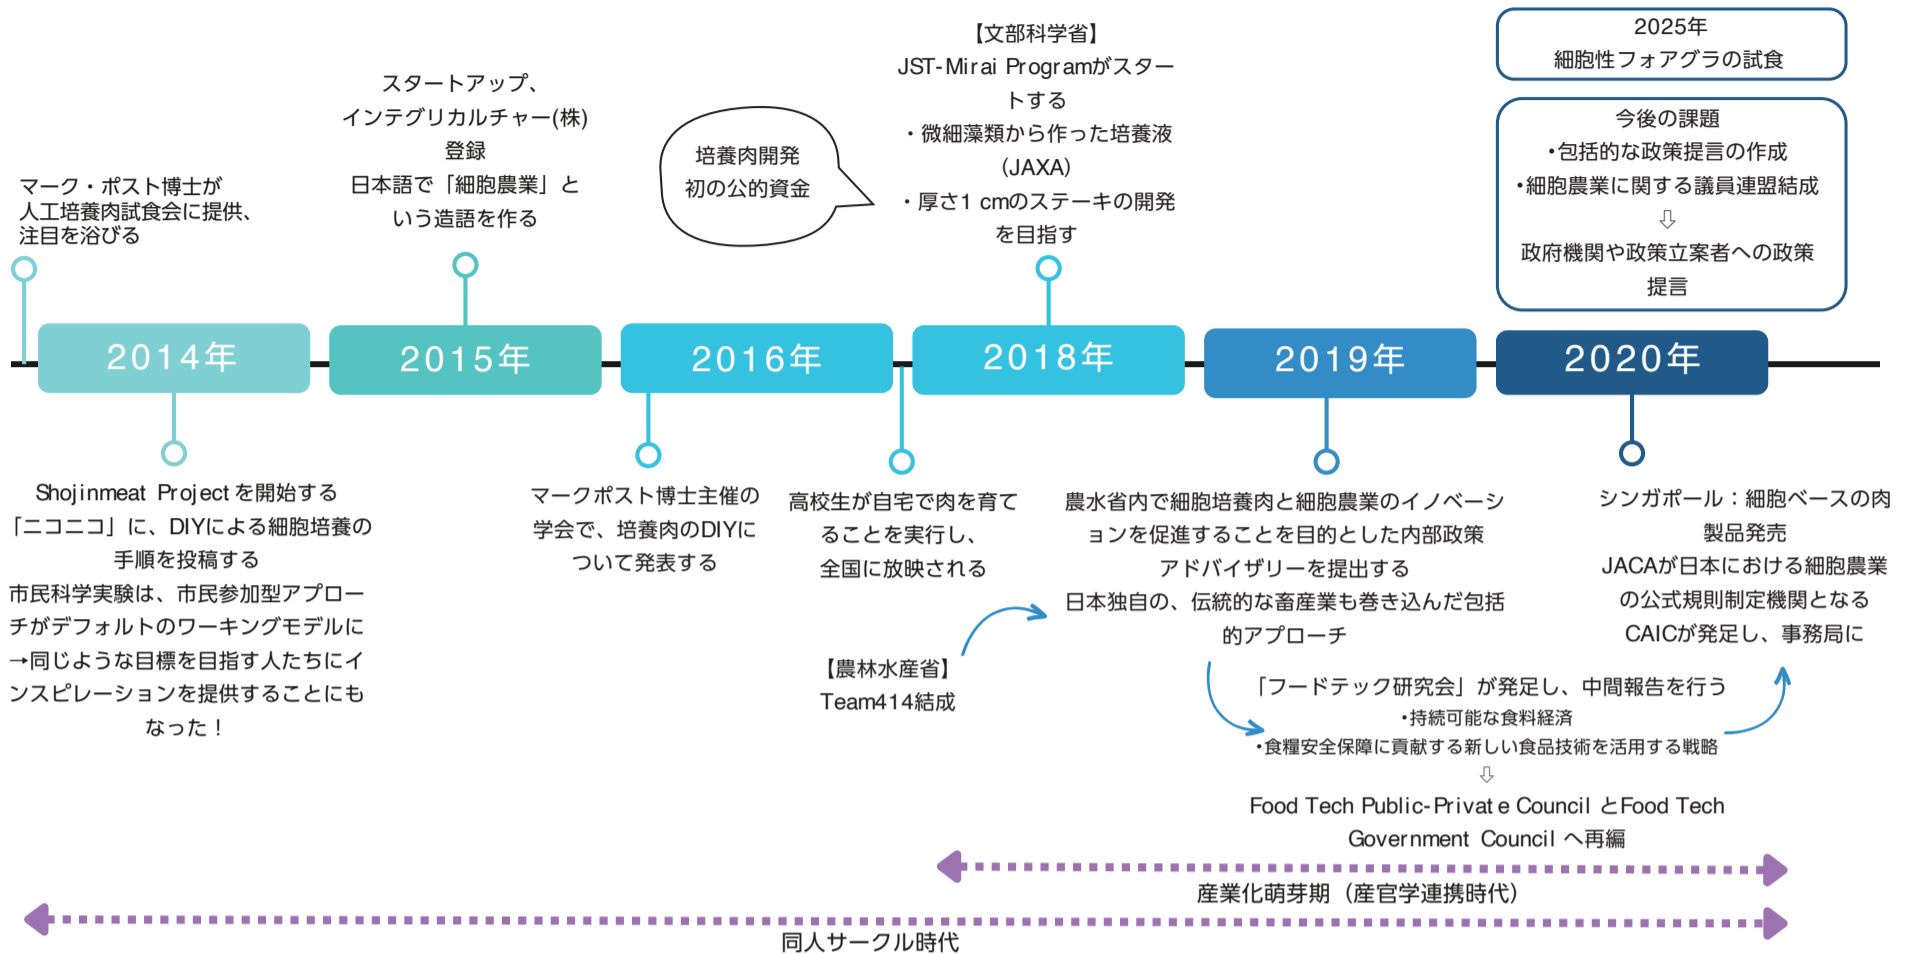 マーク・ポスト博士が
人工培養肉試食会に提供、
注目を浴びる
スタートアップ、
インテグリカルチャー(株)
登録
日本語で「細胞農業」と
いう造語を作る
培養肉開発
初の公的資金
【文部科学省】
JST-Mirai Programがスター
トする
・微細藻類から作った培養液
（JAXA）
・厚さ1 cmのステーキの開発
を目指す
2025年
細胞性フォアグラの試食
今後の課題
•包括的な政策提言の作成
•細胞農業に関する議員連盟結成
⇩
政府機関や政策立案者への政策
提言
2014年
2015年
2016年
2018年
2019年
2020年
Shojinmeat Projectを開始する
「ニコニコ」に、DIYによる細胞培養の
手順を投稿する
市民科学実験は、市民参加型アプロー
チがデフォルトのワーキングモデルに
→同じような目標を目指す人たちにイ
ンスピレーションを提供することにも
なった！
マークポスト博士主催の
学会で、培養肉のDIYに
ついて発表する
高校生が自宅で肉を育て
ることを実行し、
全国に放映される
【農林水産省】
Team414結成
農水省内で細胞培養肉と細胞農業のイノベーシ
ョンを促進することを目的とした内部政策
アドバイザリーを提出する
日本独自の、伝統的な畜産業も巻き込んだ包括
的アプローチ
「フードテック研究会」が発足し、中間報告を行う
•持続可能な食料経済
•食糧安全保障に貢献する新しい食品技術を活用する戦略
⇩
Food Tech Public-Private Council とFood Tech
Government Council へ再編
シンガポール：細胞ベースの肉
製品発売
JACAが日本における細胞農業
の公式規則制定機関となる
CAICが発足し、事務局に
産業化萌芽期（産官学連携時代）
同人サークル時代